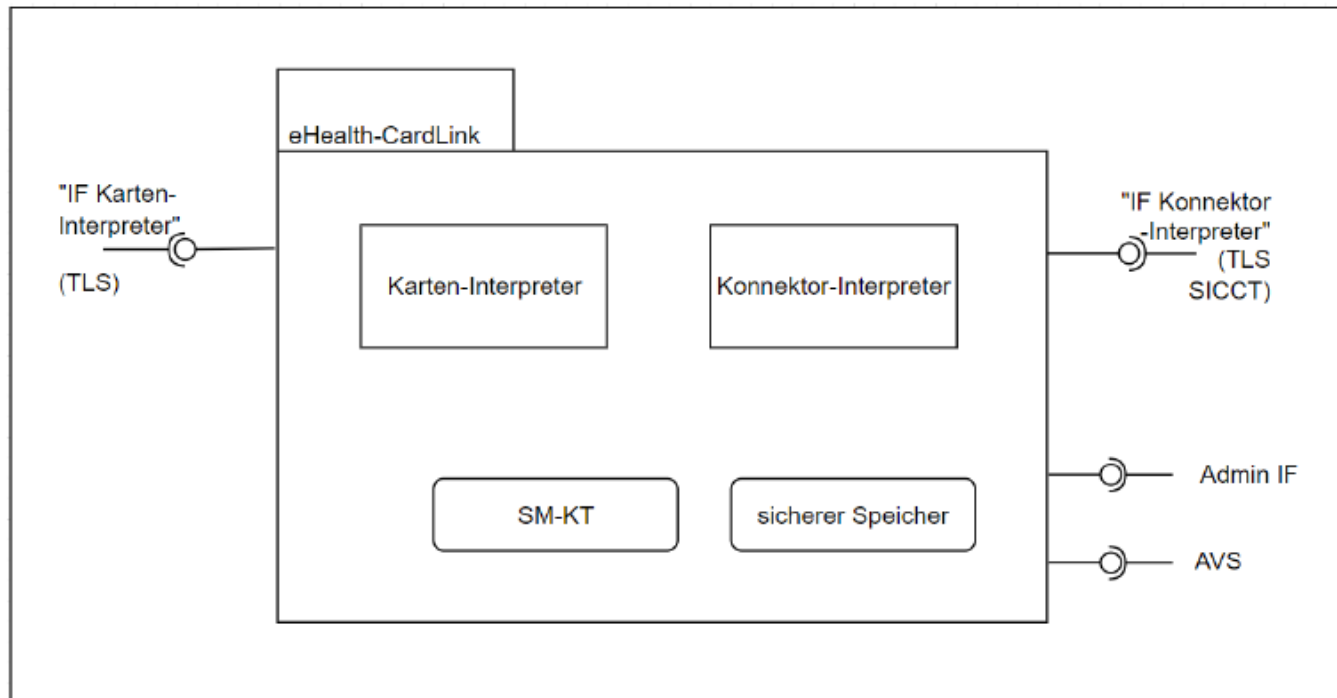 eHealth-CardLink
"IF Karten-
Interpreter"
(TLS)
Karten-Interpreter
Konnektor-Interpreter
"IF Konnektor
-Interpreter"
(TLS
SICCT)
SM-KT
sicherer Speicher
Admin IF
AVS